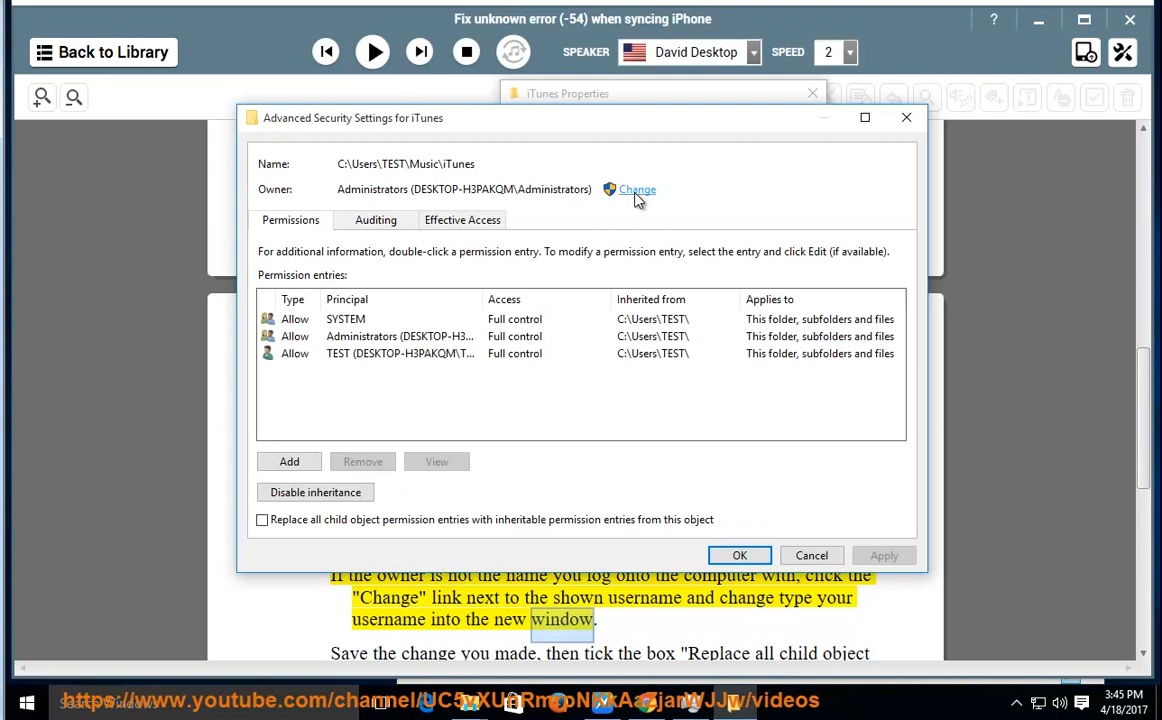 Fix unknown error (-54) when syncing iPhone
Back to Library
SPEAKER
David Desktop
SPEED
2
iTunes Properties
Advanced Security Settings for iTunes
Name: C:\Users\TEST\Music\iTunes
Owner: Administrators (DESKTOP-H3PAKQM\Administrators) Change
Permissions Auditing Effective Access
For additional information, double-click a permission entry. To modify a permission entry, select the entry and click Edit (if available).
Permission entries:
Type Principal Access Inherited from Applies to
Allow SYSTEM Full control C:\Users\TEST\ This folder, subfolders and files
Allow Administrators (DESKTOP-H3... Full control C:\Users\TEST\ This folder, subfolders and files
Allow TEST (DESKTOP-H3PAKQM\T... Full control C:\Users\TEST\ This folder, subfolders and files
Add Remove View
Disable inheritance
Replace all child object permission entries with inheritable permission entries from this object
OK Cancel Apply
If the owner is not the name you log onto the computer with, click the
"Change" link next to the shown username and change type your
username into the new window.
Save the change you made, then tick the box "Replace all child object
3:45 PM
4/18/2017